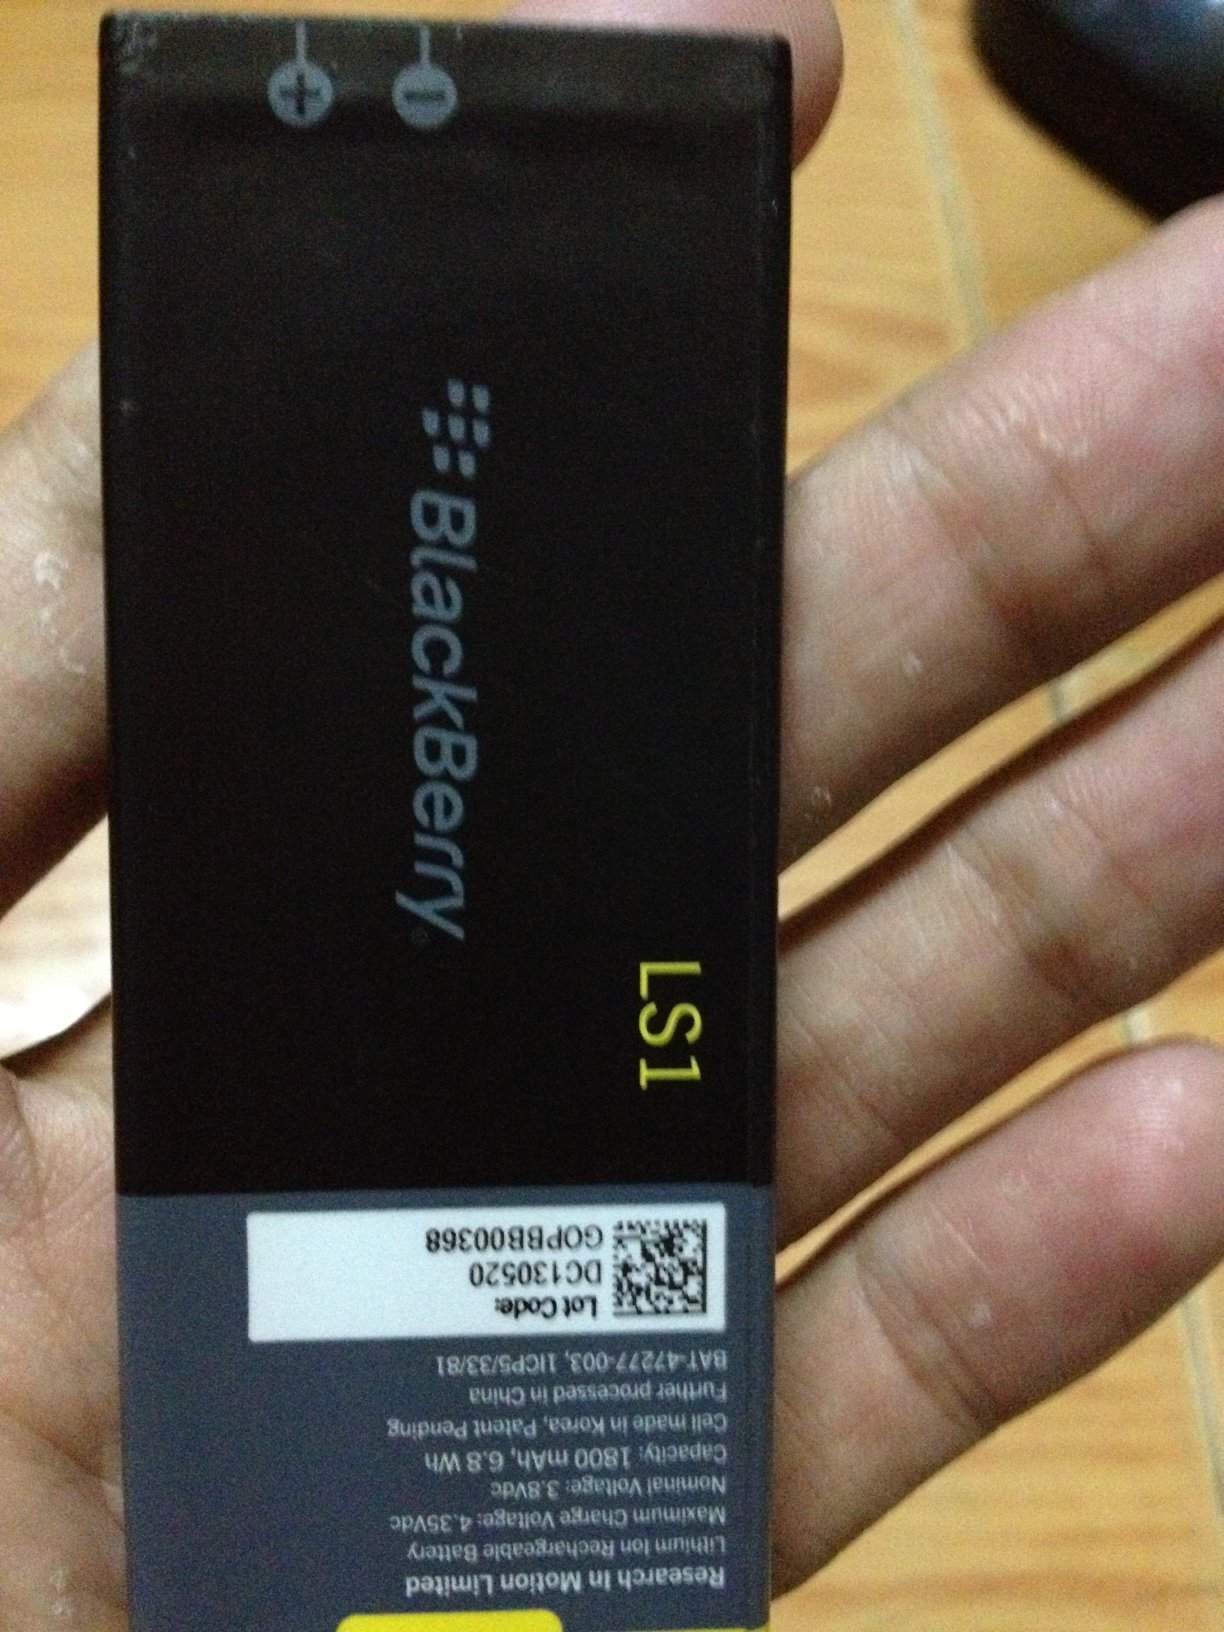 BlackBerry
LS1
Research In Motion Limited
Lithium Ion Rechargeable Battery
Maximum Charge Voltage: 4.35Vdc
Nominal Voltage: 3.8Vdc
Capacity: 1800 mAh, 6.8 Wh
Cell made in Korea, Patent Pending
Further processed in China
BAT-47277-003, 1ICP5/33/81
Lot Code:
DC130520
GOPBB00368